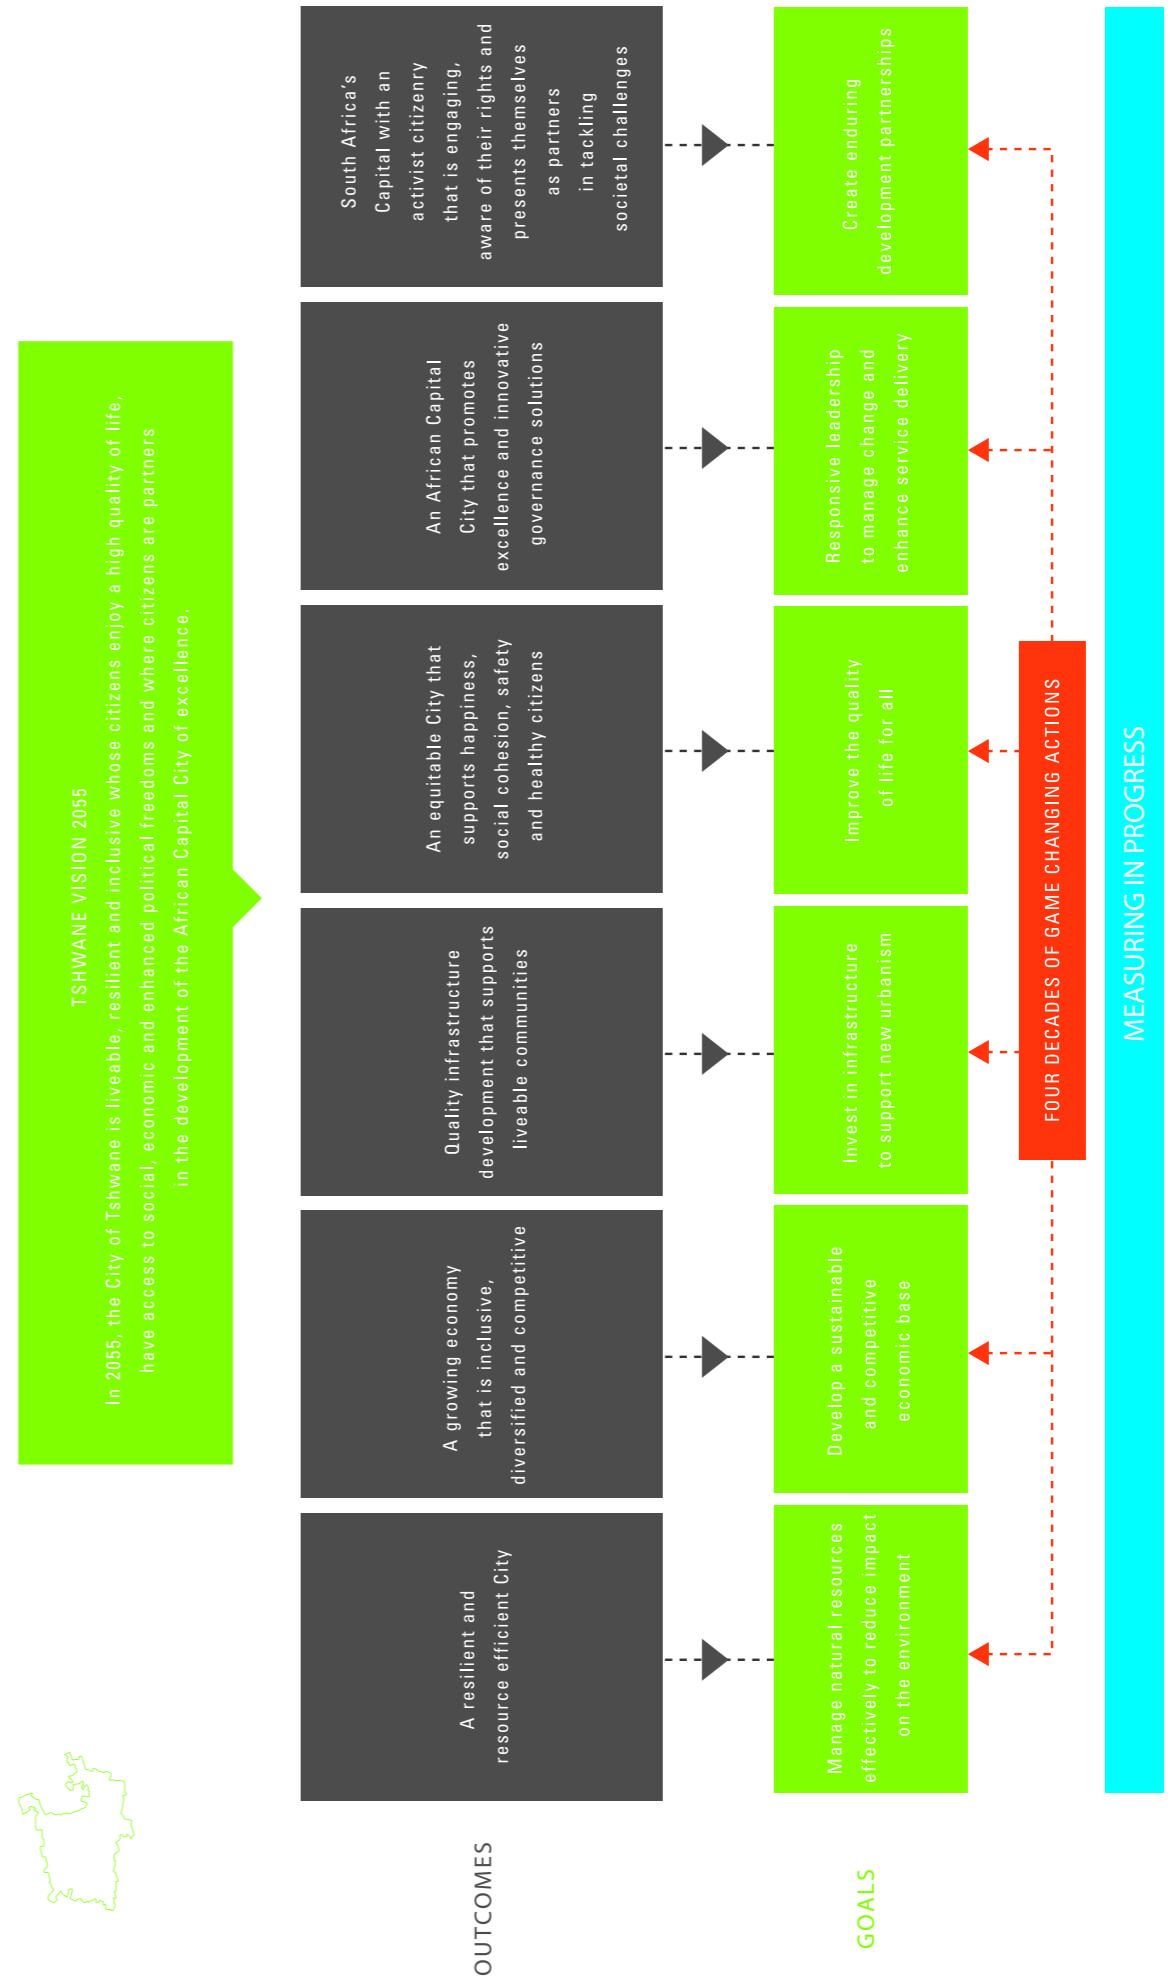 TSHWANE VISION 2055
In 2055, the City of Tshwane is liveable, resilient and inclusive whose citizens enjoy a high quality of life,
have access to social, economic and enhanced political freedoms and where citizens are partners
in the development of the African Capital City of excellence.
OUTCOMES
A resilient and
resource efficient City
A growing economy
that is inclusive,
diversified and competitive
Quality infrastructure
development that supports
liveable communities
An equitable City that
supports happiness,
social cohesion, safety
and healthy citizens
An African Capital
City that promotes
excellence and innovative
governance solutions
South Africa's
Capital with an
activist citizenry
that is engaging,
aware of their rights and
presents themselves
as partners
in tackling
societal challenges
GOALS
Manage natural resources
effectively to reduce impact
on the environment
Develop a sustainable
and competitive
economic base
Invest in infrastructure
to support new urbanism
Improve the quality
of life for all
Responsive leadership
to manage change and
enhance service delivery
Create enduring
development partnerships
FOUR DECADES OF GAME CHANGING ACTIONS
MEASURING IN PROGRESS